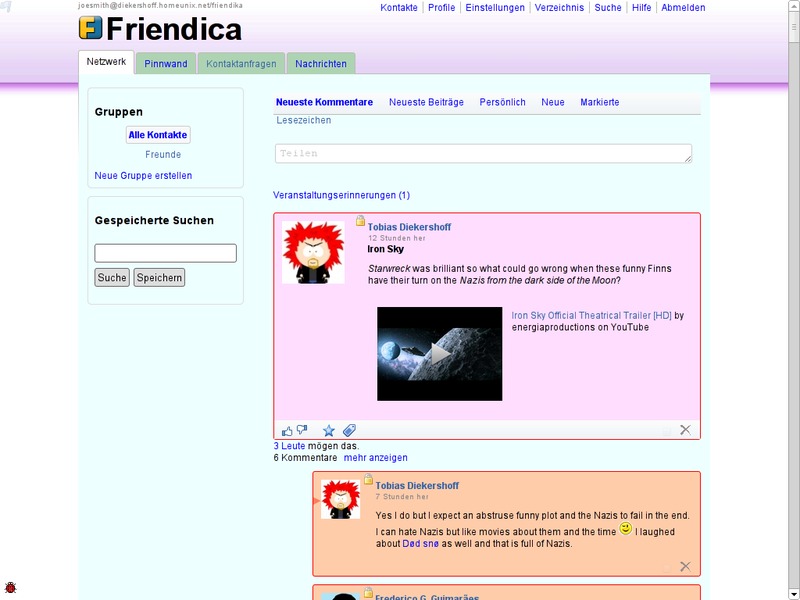 joesmith@diekershoff.homeunix.net/friendika
Kontakte Profile Einstellungen Verzeichnis Suche Hilfe Abmelden
Friendica
Netzwerk Pinnwand Kontaktanfragen Nachrichten
Gruppen
Alle Kontakte
Freunde
Neue Gruppe erstellen
Gespeicherte Suchen
Suche Speichern
Neueste Kommentare Neueste Beiträge Persönlich Neue Markierte
Lesezeichen
Teilen
Veranstaltungserinnerungen (1)
Tobias Diekershoff
12 Stunden her
Iron Sky
Starwreck was brilliant so what could go wrong when these funny Finns
have their turn on the Nazis from the dark side of the Moon?
Iron Sky Official Theatrical Trailer [HD] by
energiaproductions on YouTube
3 Leute mögen das.
6 Kommentare mehr anzeigen
Tobias Diekershoff
7 Stunden her
Yes I do but I expect an abstruse funny plot and the Nazis to fail in the end.
I can hate Nazis but like movies about them and the time I laughed
about Død snø as well and that is full of Nazis.
Frederico G. Guimarães